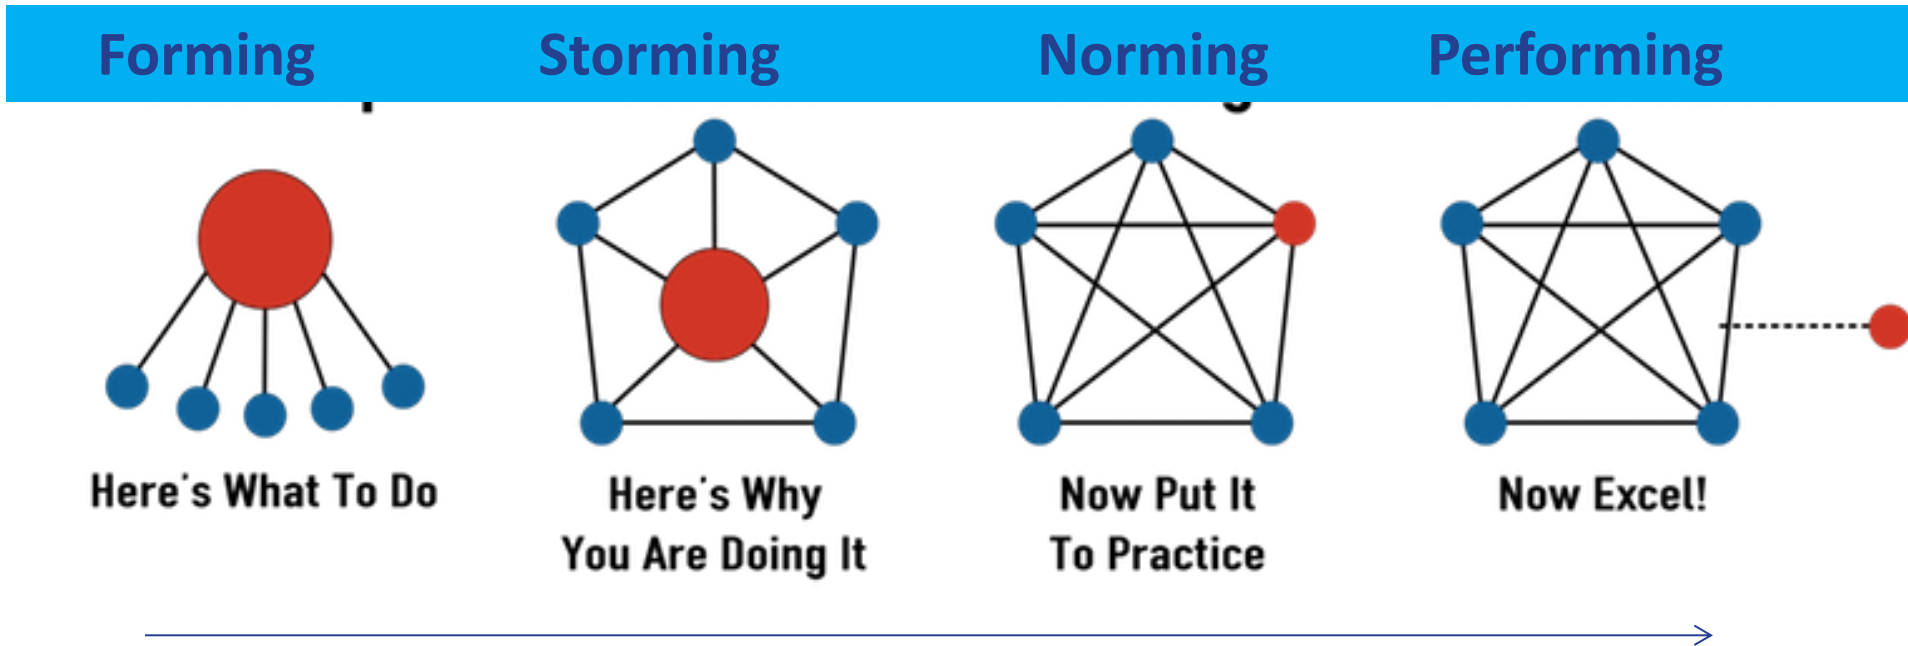 Forming Storming Norming Performing
Here's What To Do
Here's Why
You Are Doing It
Now Put It
To Practice
Now Excel!